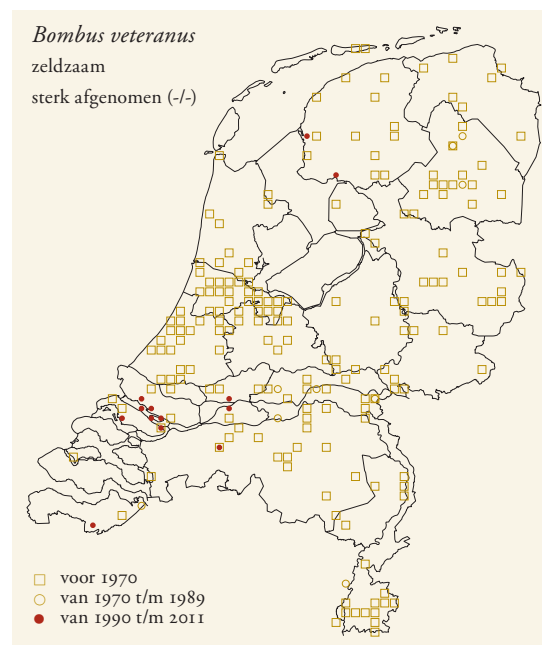 Bombus veteranus
zeldzaam
sterk afgenomen (-/-)
voor 1970
van 1970 t/m 1989
van 1990 t/m 2011